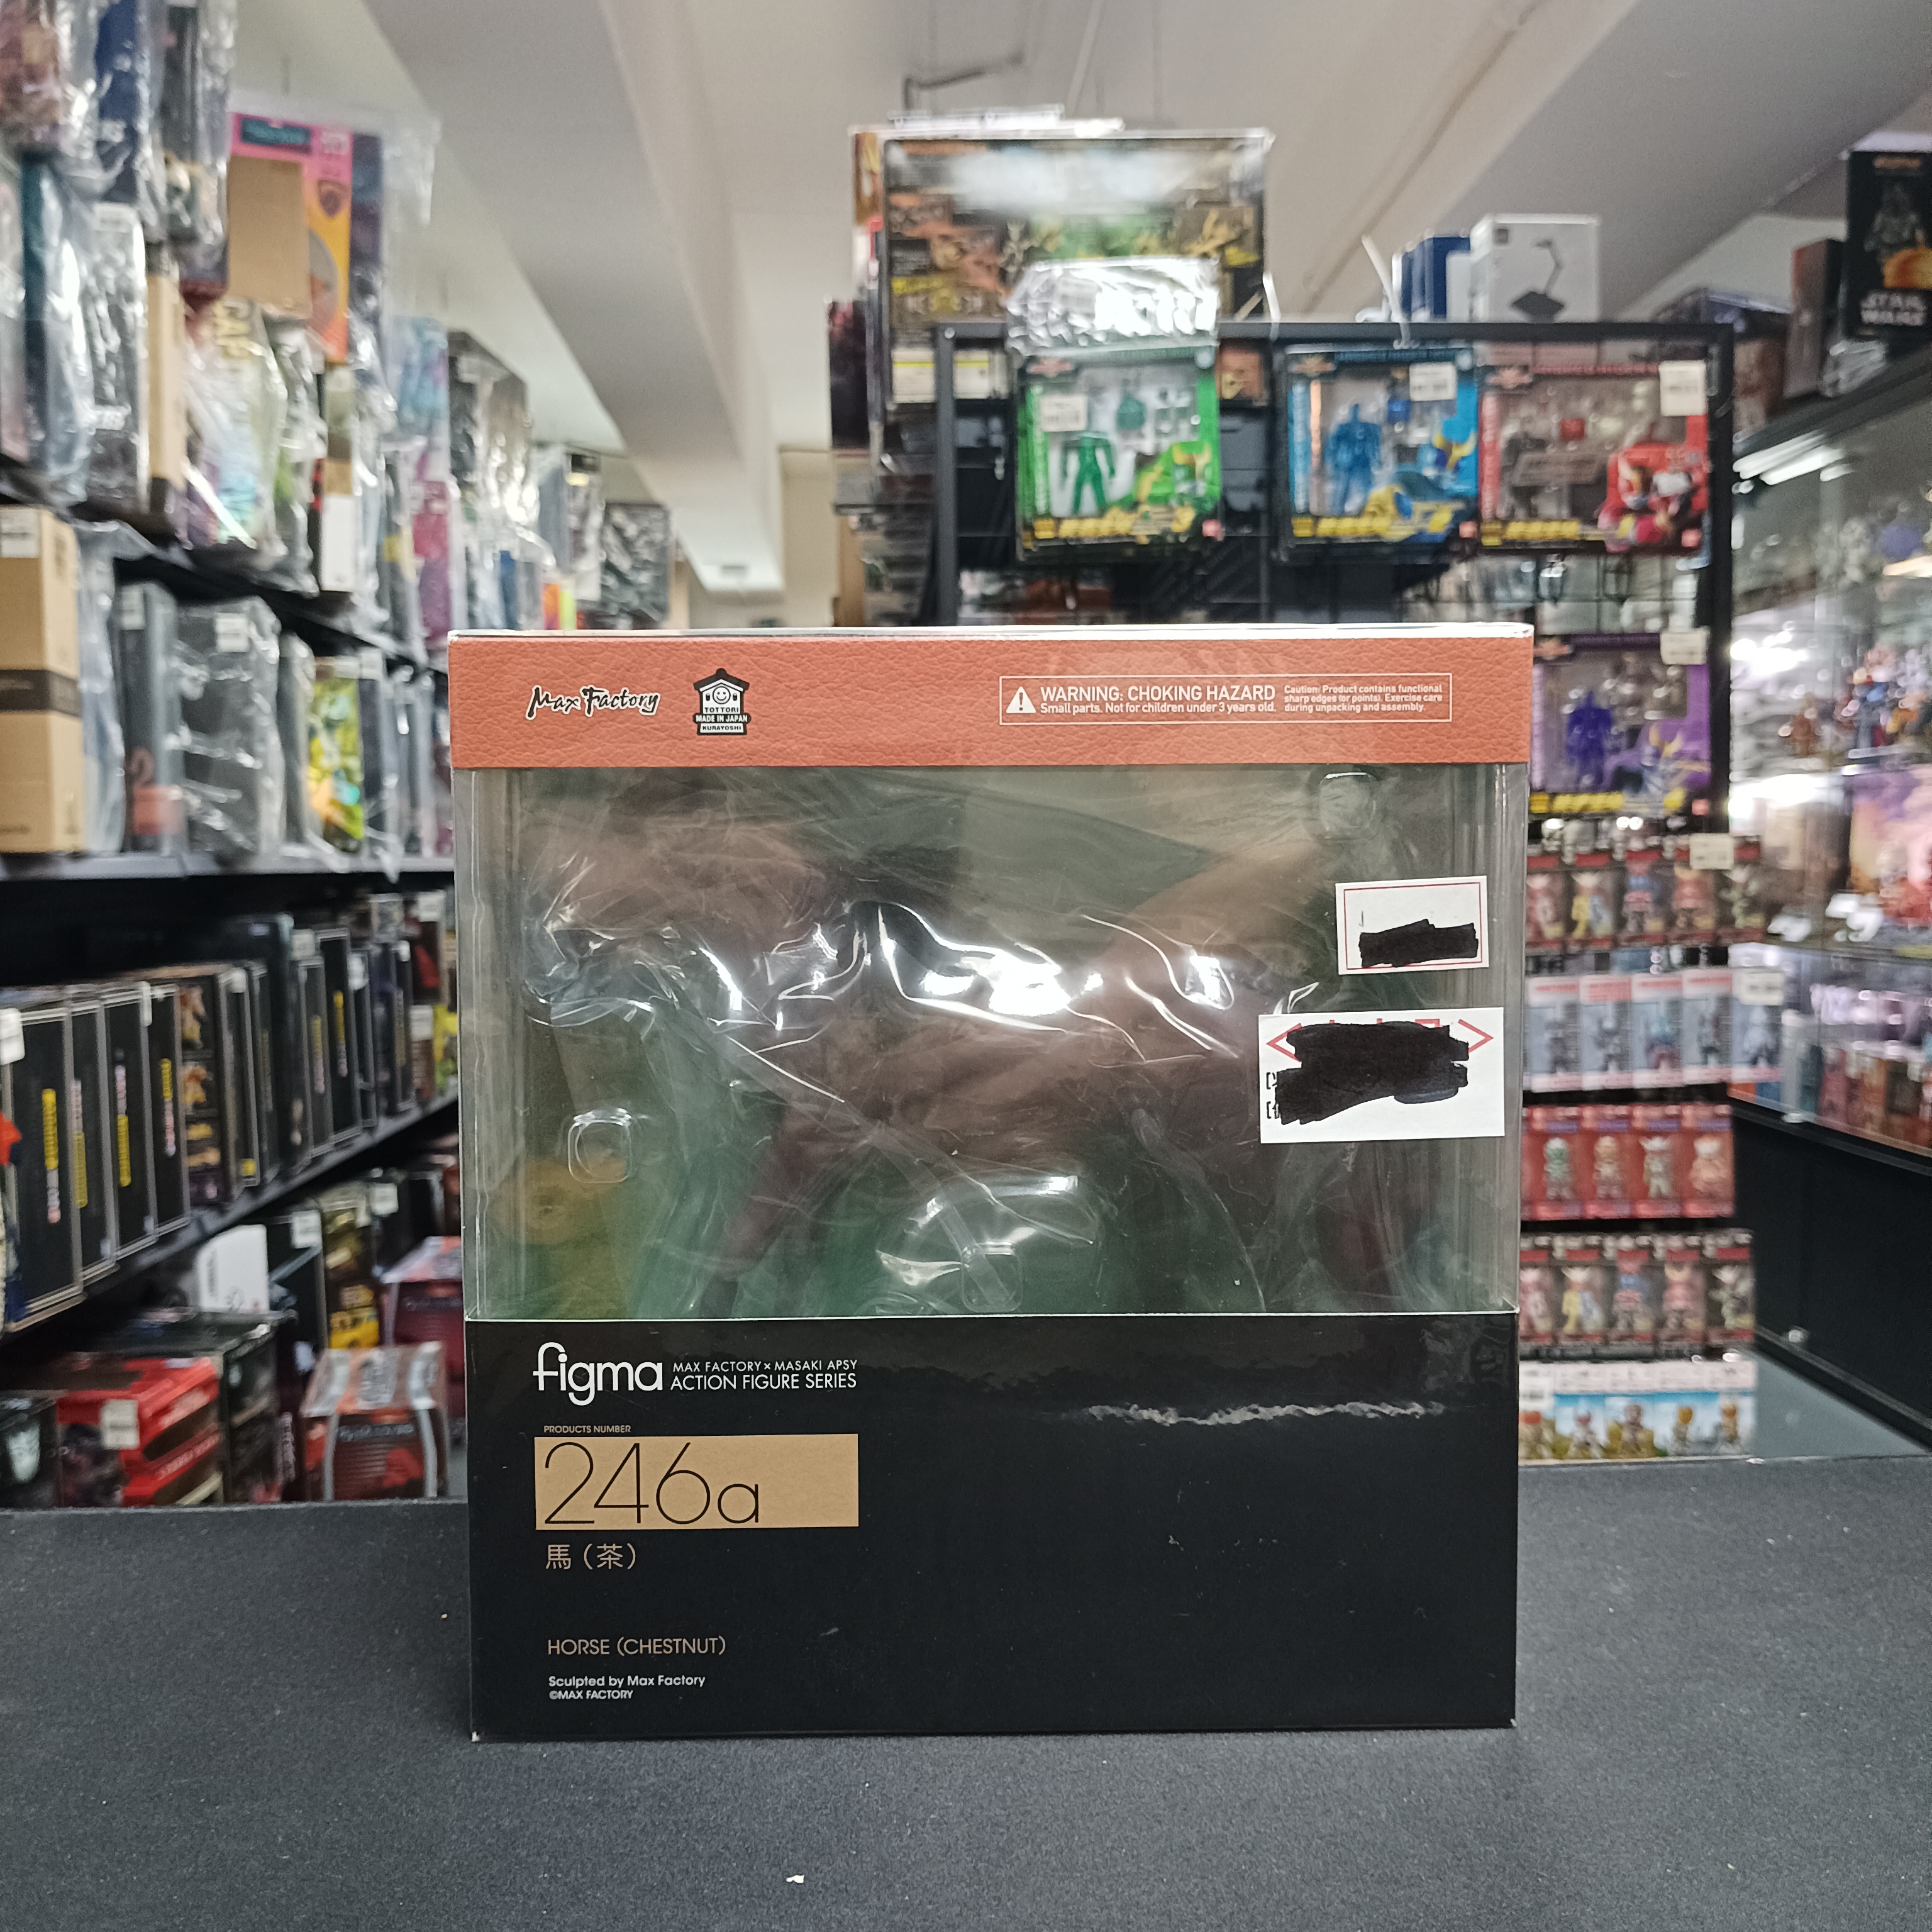 STAR
WARS
Max Factory
TOTTORI
MADE IN JAPAN
KURAYOSHI
WARNING: CHOKING HAZARD
Small parts. Not for children under 3 years old.
Caution: Product contains functional
sharp edges (or points). Exercise care
during unpacking and assembly.
figma
MAX FACTORY × MASAKI APSY
ACTION FIGURE SERIES
PRODUCTS NUMBER
246a
馬（茶）
HORSE (CHESTNUT)
Sculpted by Max Factory
©MAX FACTORY